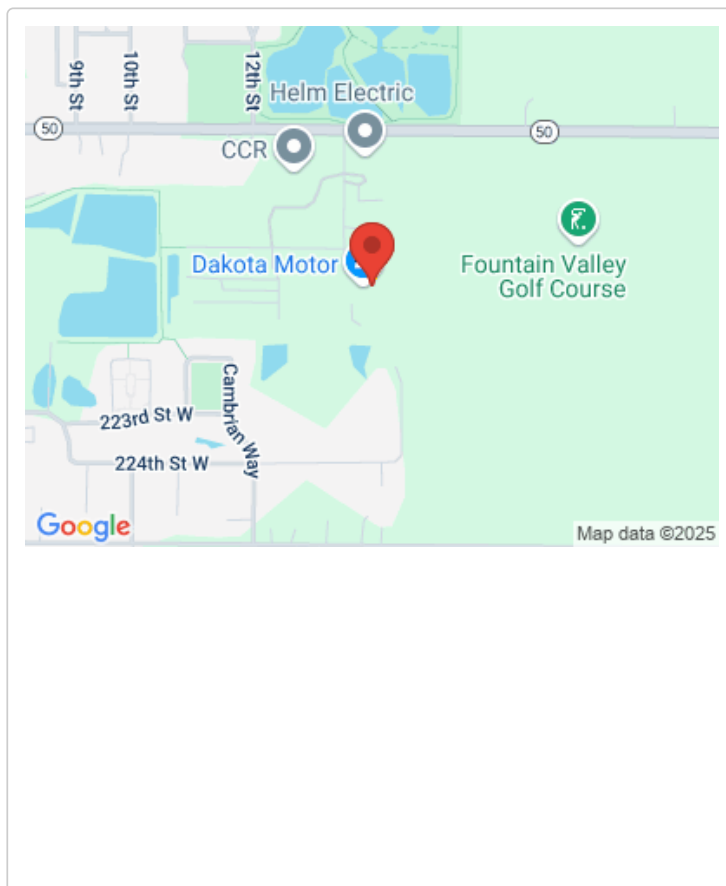 9th St
10th St
12th St
Helm Electric
50
50
CCR
Dakota Motor
Fountain Valley
Golf Course
Cambrian Way
223rd St W
224th St W
Google
Map data ©2025